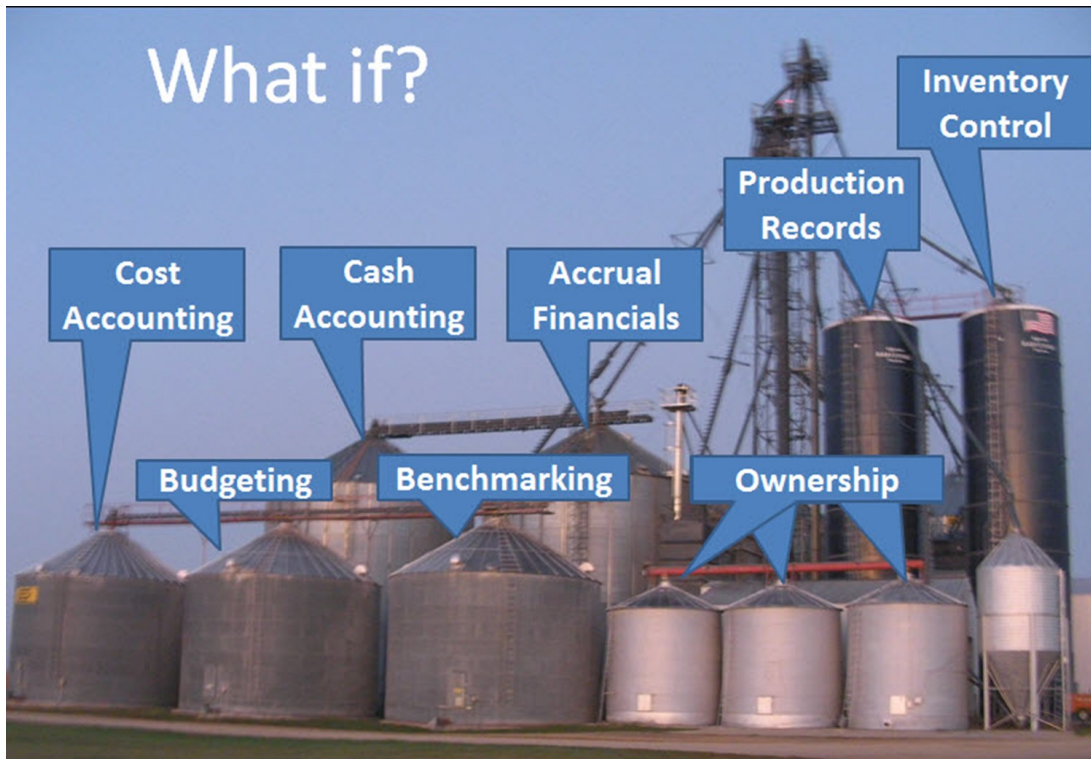 What if?
Inventory
Control
Production
Records
Cost
Accounting
Cash
Accounting
Accrual
Financials
Budgeting
Benchmarking
Ownership